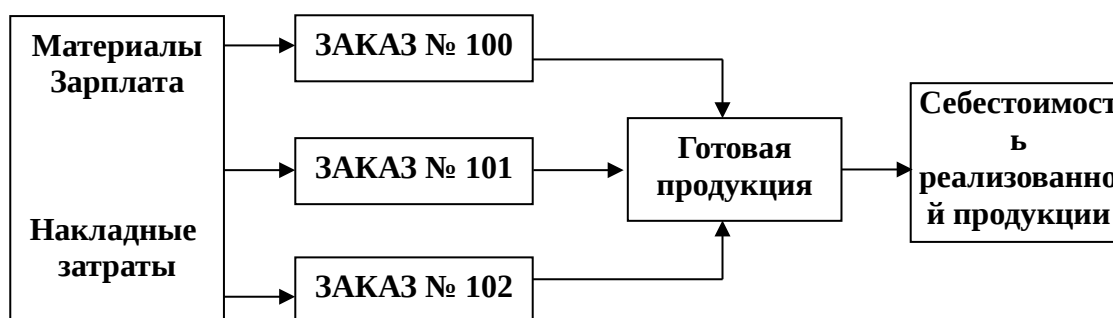 Материалы
Зарплата
Накладные
затраты
ЗАКАЗ № 100
ЗАКАЗ № 101
ЗАКАЗ № 102
Готовая
продукция
Себестоимост
ь
реализованно
й продукции